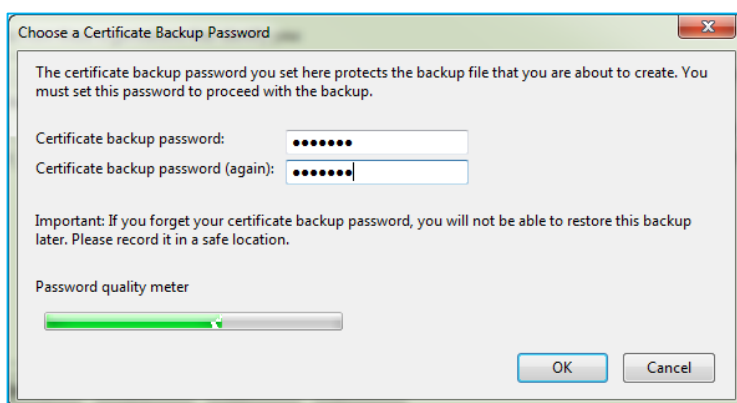 Choose a Certificate Backup Password
The certificate backup password you set here protects the backup file that you are about to create. You
must set this password to proceed with the backup.
Certificate backup password: •••••••
Certificate backup password (again): •••••••
Important: If you forget your certificate backup password, you will not be able to restore this backup
later. Please record it in a safe location.
Password quality meter
OK Cancel